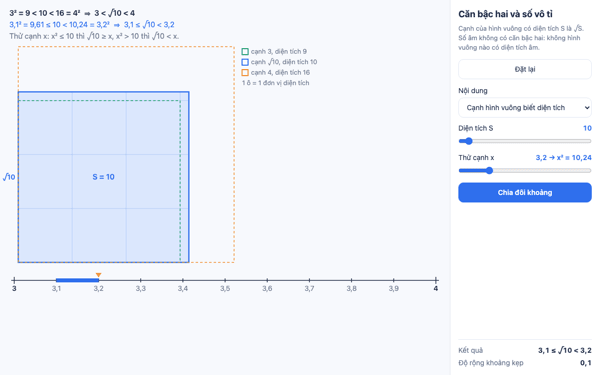 3² = 9 < 10 < 16 = 4² ⇒ 3 < √10 < 4
3,1² = 9,61 ≤ 10 < 10,24 = 3,2² ⇒ 3,1 ≤ √10 < 3,2
Thử cạnh x: x² ≤ 10 thì √10 ≥ x, x² > 10 thì √10 < x.
cạnh 3, diện tích 9
cạnh √10, diện tích 10
cạnh 4, diện tích 16
1 ô = 1 đơn vị diện tích
√10
S = 10
3 3,1 3,2 3,3 3,4 3,5 3,6 3,7 3,8 3,9 4
Căn bậc hai và số vô tỉ
Cạnh của hình vuông có diện tích S là √S.
Số âm không có căn bậc hai: không hình
vuông nào có diện tích âm.
Đặt lại
Nội dung
Cạnh hình vuông biết diện tích
Diện tích S 10
Thử cạnh x 3,2 → x² = 10,24
Chia đôi khoảng
Kết quả 3,1 ≤ √10 < 3,2
Độ rộng khoảng kẹp 0,1